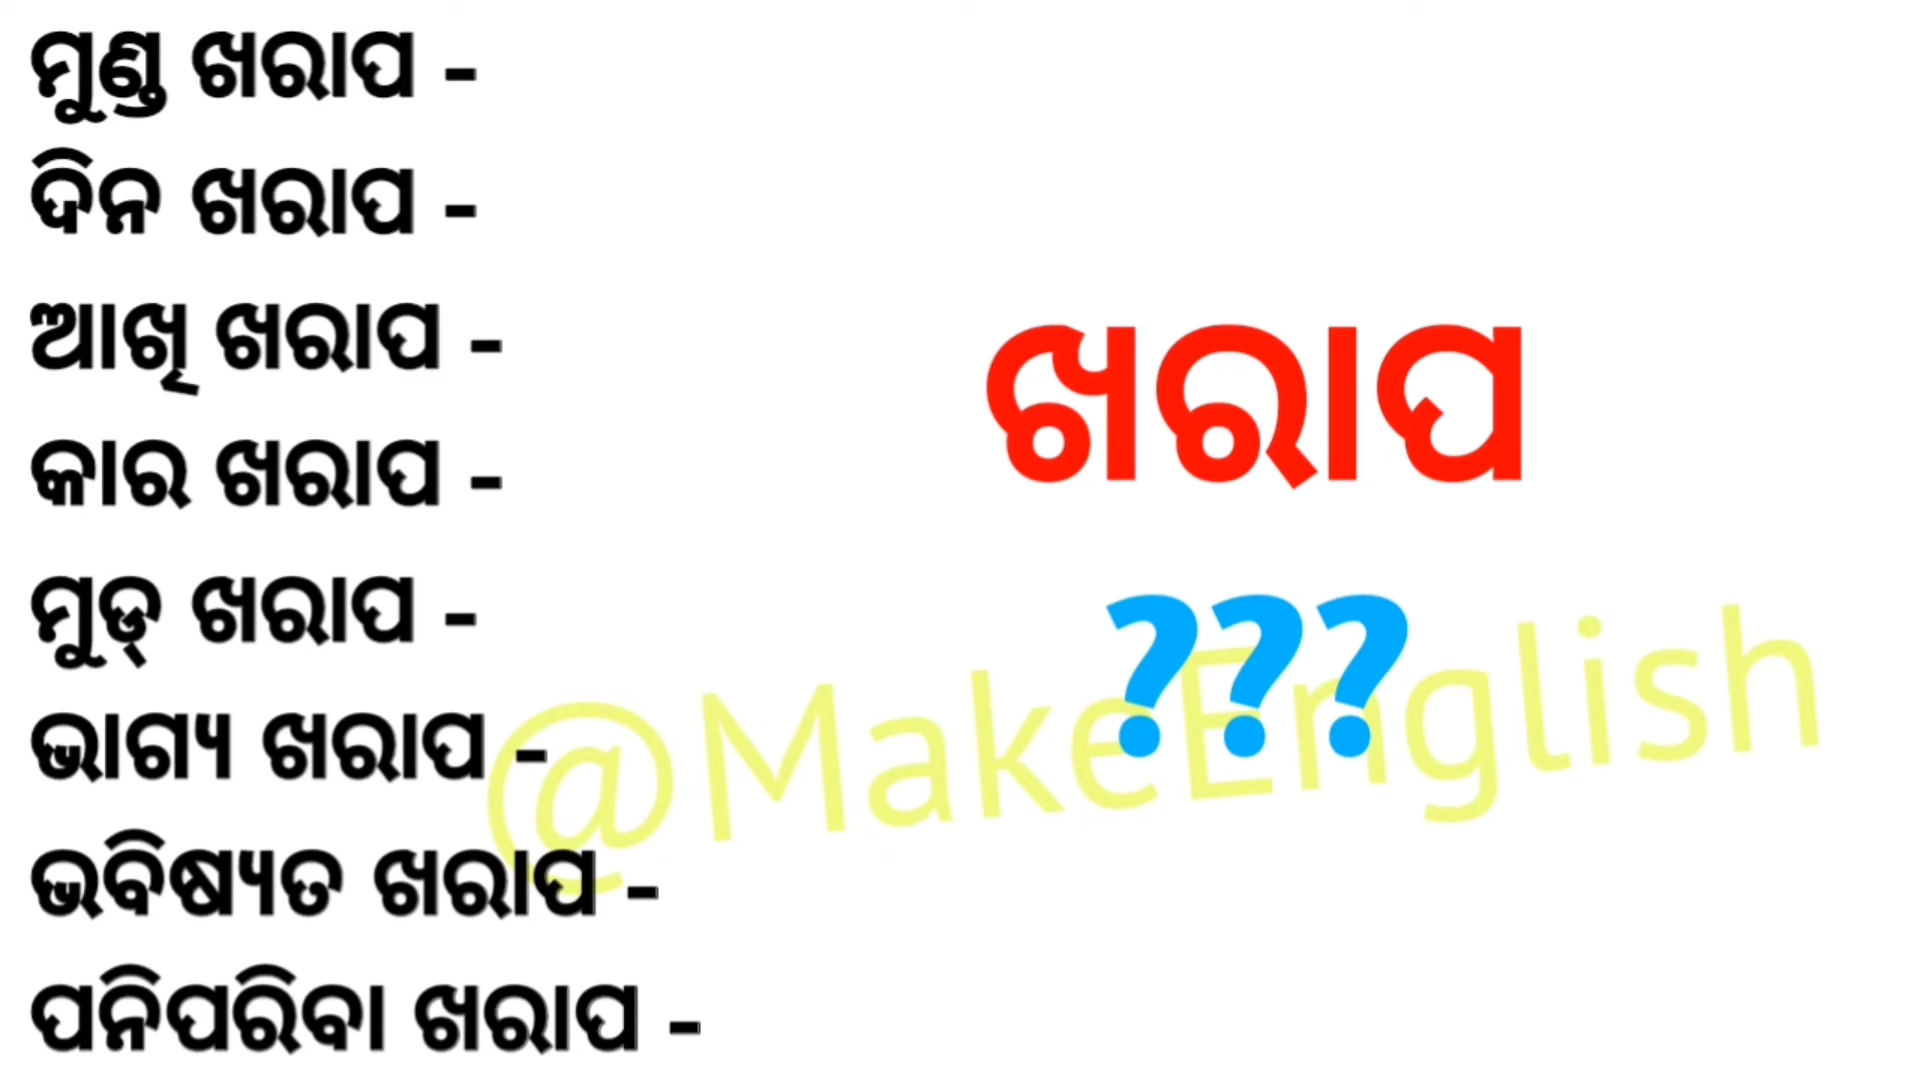 ମୁଣ୍ଡ ଖରାପ -
ଦିନ ଖରାପ -
ଆଖି ଖରାପ -
କାର ଖରାପ -
ମୁଡ୍ ଖରାପ -
ଭାଗ୍ୟ ଖରାପ -
ଭବିଷ୍ୟତ ଖରାପ -
ପନିପରିବା ଖରାପ -
ଖରାପ
???
@MakeEnglish